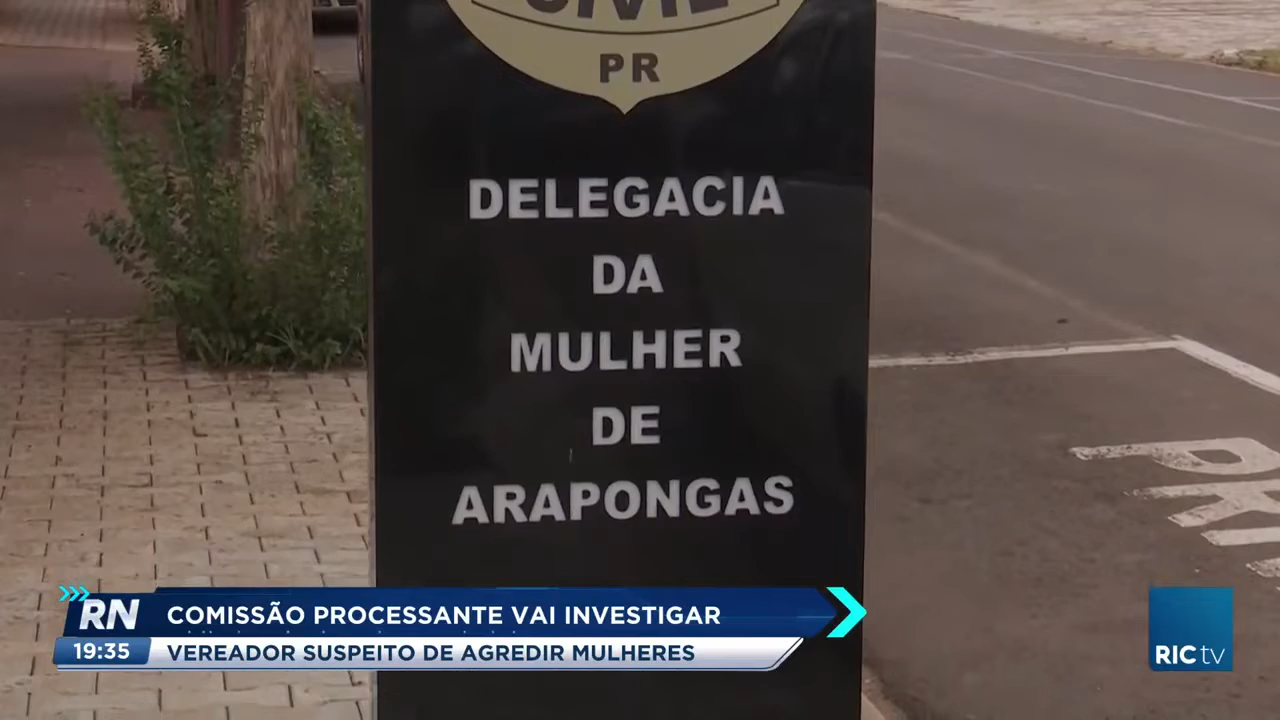 CIVIL
PR
DELEGACIA
DA
MULHER
DE
ARAPONGAS
RN
COMISSÃO PROCESSANTE VAI INVESTIGAR
19:35
VEREADOR SUSPEITO DE AGREDIR MULHERES
RICtv